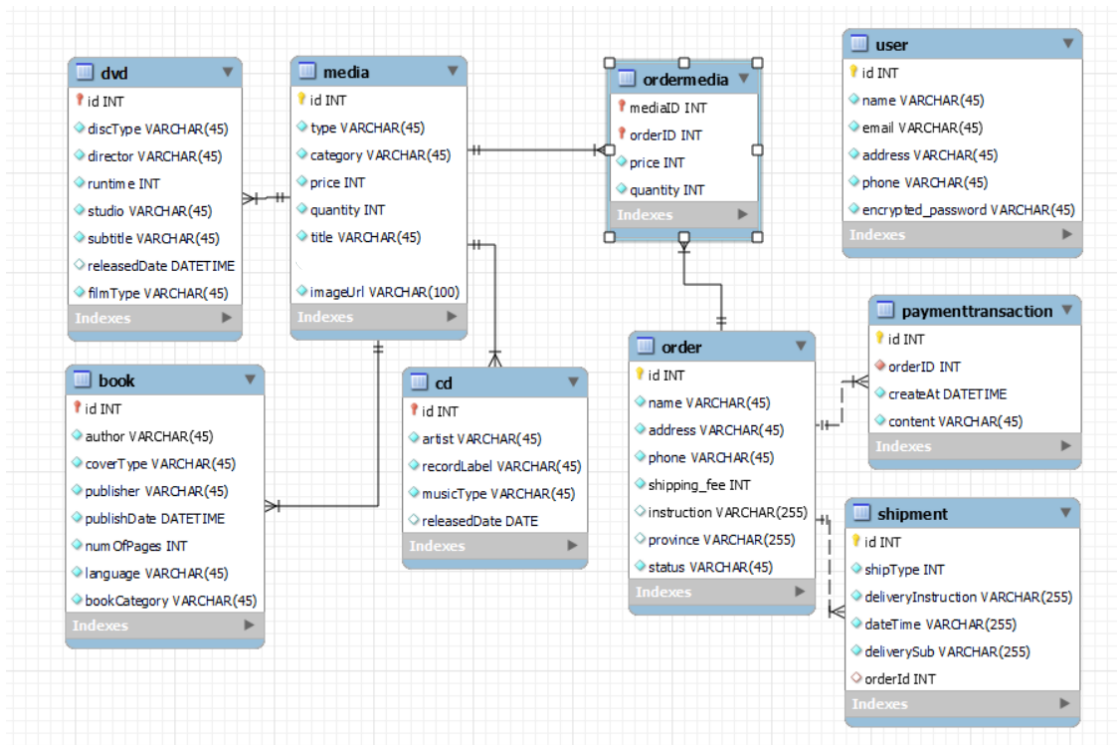 dvd
id INT
discType VARCHAR(45)
director VARCHAR(45)
runtime INT
studio VARCHAR(45)
subtitle VARCHAR(45)
releasedDate DATETIME
filmType VARCHAR(45)
Indexes
media
id INT
type VARCHAR(45)
category VARCHAR(45)
price INT
quantity INT
title VARCHAR(45)
imageUrl VARCHAR(100)
Indexes
ordermedia
mediaID INT
orderID INT
price INT
quantity INT
Indexes
user
id INT
name VARCHAR(45)
email VARCHAR(45)
address VARCHAR(45)
phone VARCHAR(45)
encrypted_password VARCHAR(45)
Indexes
book
id INT
author VARCHAR(45)
coverType VARCHAR(45)
publisher VARCHAR(45)
publishDate DATETIME
numOfPages INT
language VARCHAR(45)
bookCategory VARCHAR(45)
Indexes
cd
id INT
artist VARCHAR(45)
recordLabel VARCHAR(45)
musicType VARCHAR(45)
releasedDate DATE
Indexes
order
id INT
name VARCHAR(45)
address VARCHAR(45)
phone VARCHAR(45)
shipping_fee INT
instruction VARCHAR(255)
province VARCHAR(255)
status VARCHAR(45)
Indexes
paymenttransaction
id INT
orderID INT
createAt DATETIME
content VARCHAR(45)
Indexes
shipment
id INT
shipType INT
deliveryInstruction VARCHAR(255)
dateTime VARCHAR(255)
deliverySub VARCHAR(255)
orderId INT
Indexes